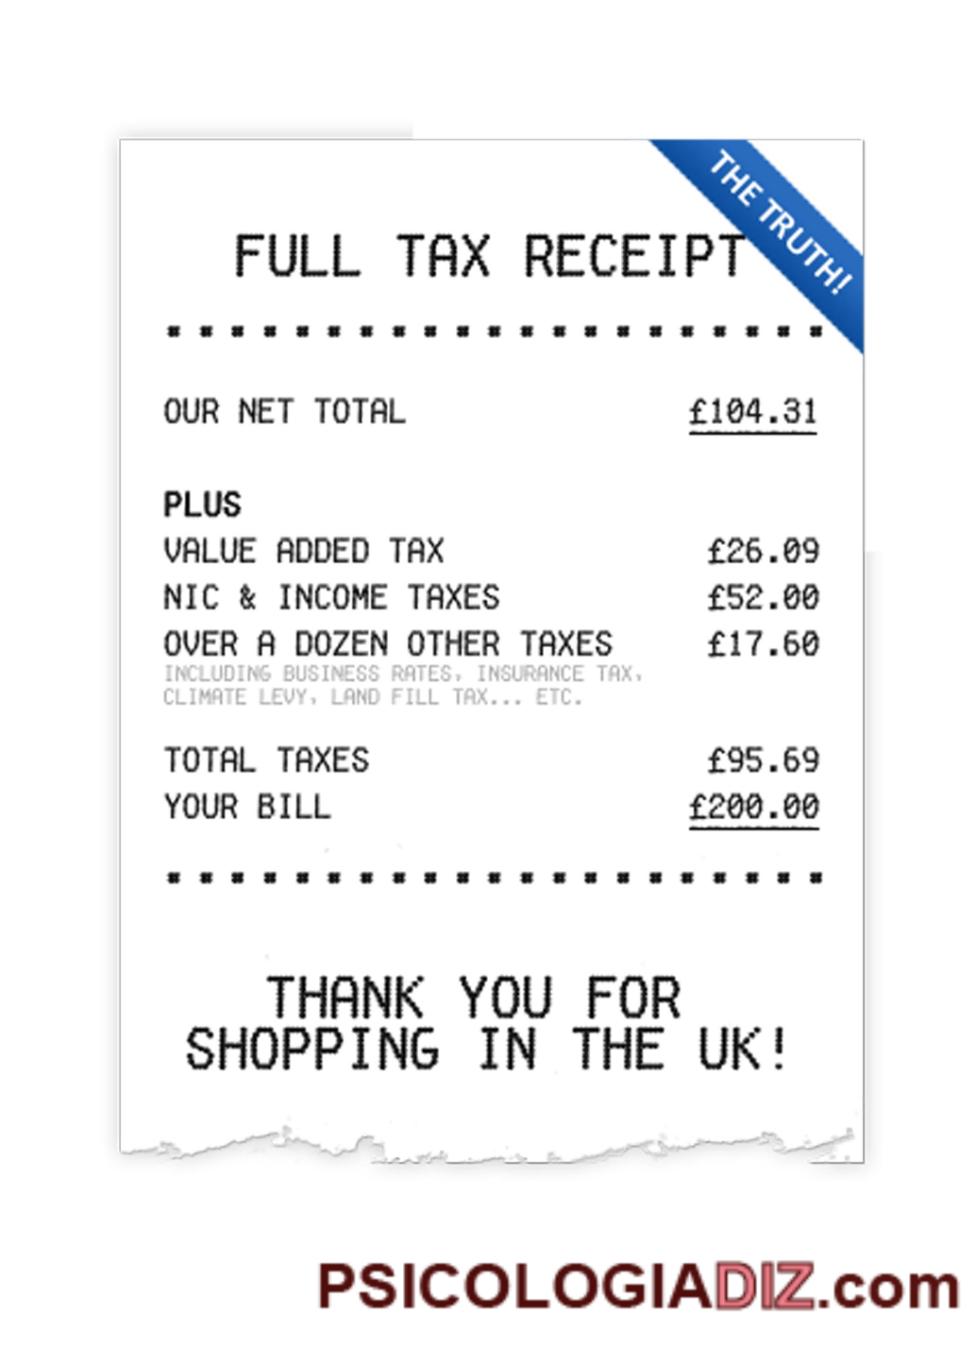 THE TRUTH!
FULL TAX RECEIPT
OUR NET TOTAL £104.31
PLUS
VALUE ADDED TAX £26.09
NIC & INCOME TAXES £52.00
OVER A DOZEN OTHER TAXES £17.60
INCLUDING BUSINESS RATES, INSURANCE TAX,
CLIMATE LEVY, LAND FILL TAX... ETC.
TOTAL TAXES £95.69
YOUR BILL £200.00
THANK YOU FOR
SHOPPING IN THE UK!
PSICOLOGIADIZ.com